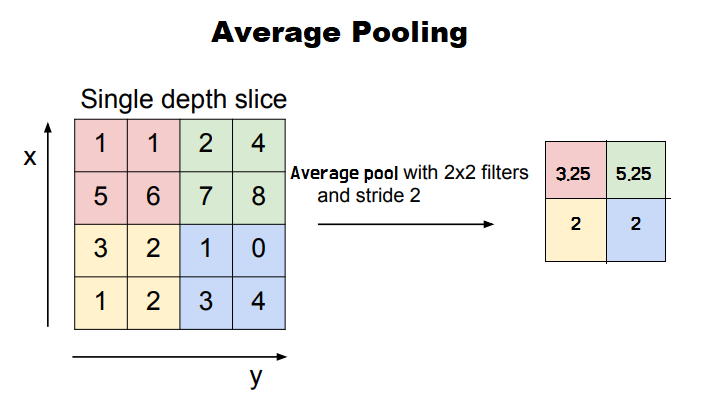 Average Pooling
Single depth slice
x
1 1 2 4
5 6 7 8
3 2 1 0
1 2 3 4
y
Average pool with 2x2 filters
and stride 2
3.25 5.25
2 2